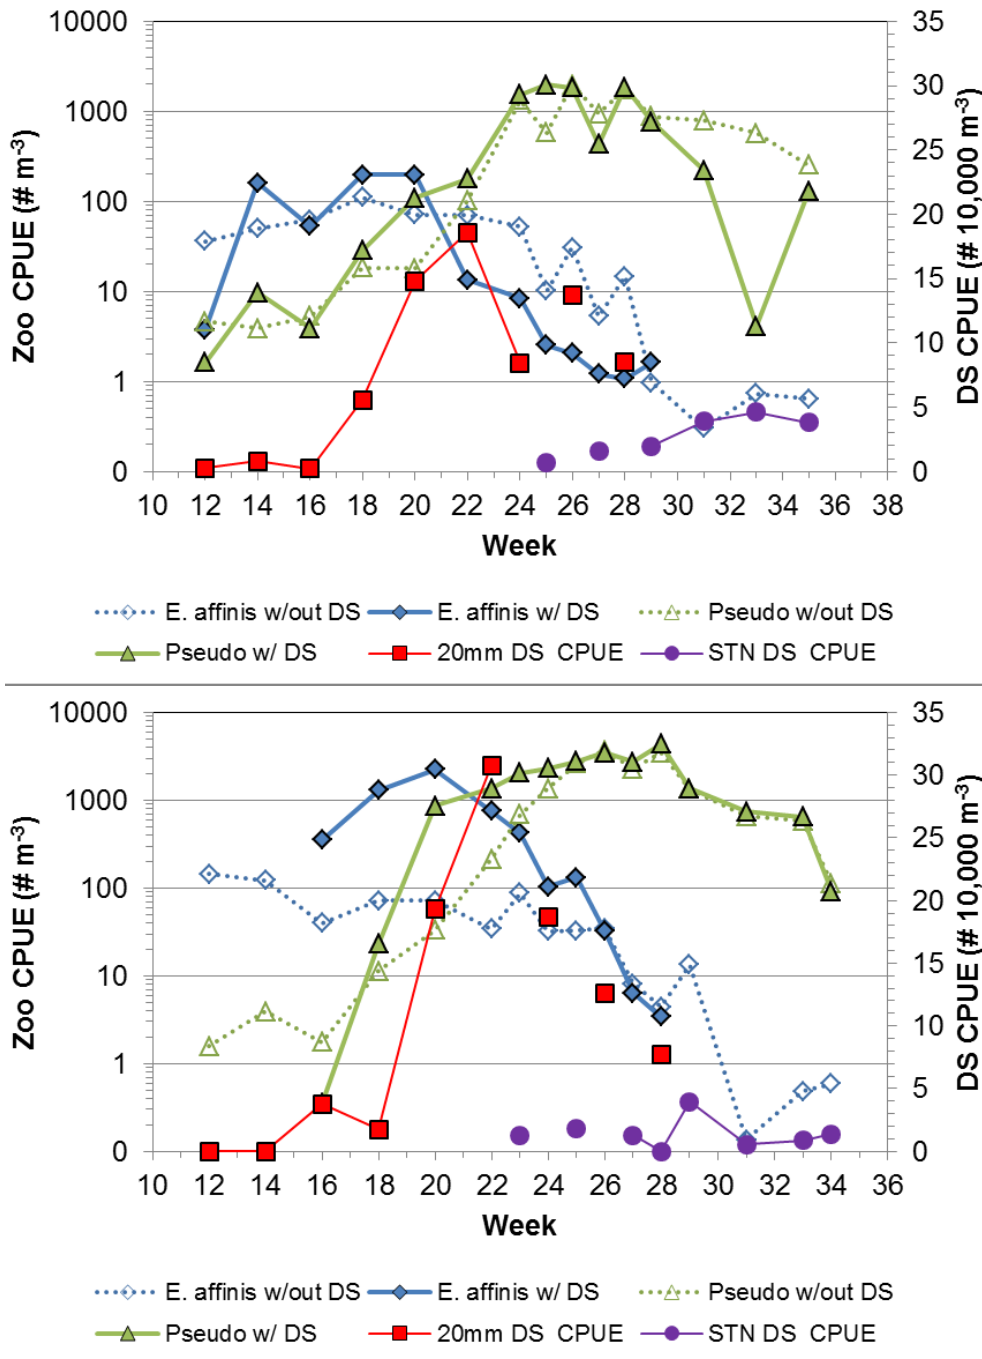 10000
1000
100
10
1
0
Zoo CPUE (# m-3)
35
30
25
20
15
10
5
0
DS CPUE (# 10,000 m-3)
10 12 14 16 18 20 22 24 26 28 30 32 34 36 38
Week
E. affinis w/out DS E. affinis w/ DS Pseudo w/out DS
Pseudo w/ DS 20mm DS CPUE STN DS CPUE
10000
1000
100
10
1
0
Zoo CPUE (# m-3)
35
30
25
20
15
10
5
0
DS CPUE (# 10,000 m-3)
10 12 14 16 18 20 22 24 26 28 30 32 34 36
Week
E. affinis w/out DS E. affinis w/ DS Pseudo w/out DS
Pseudo w/ DS 20mm DS CPUE STN DS CPUE